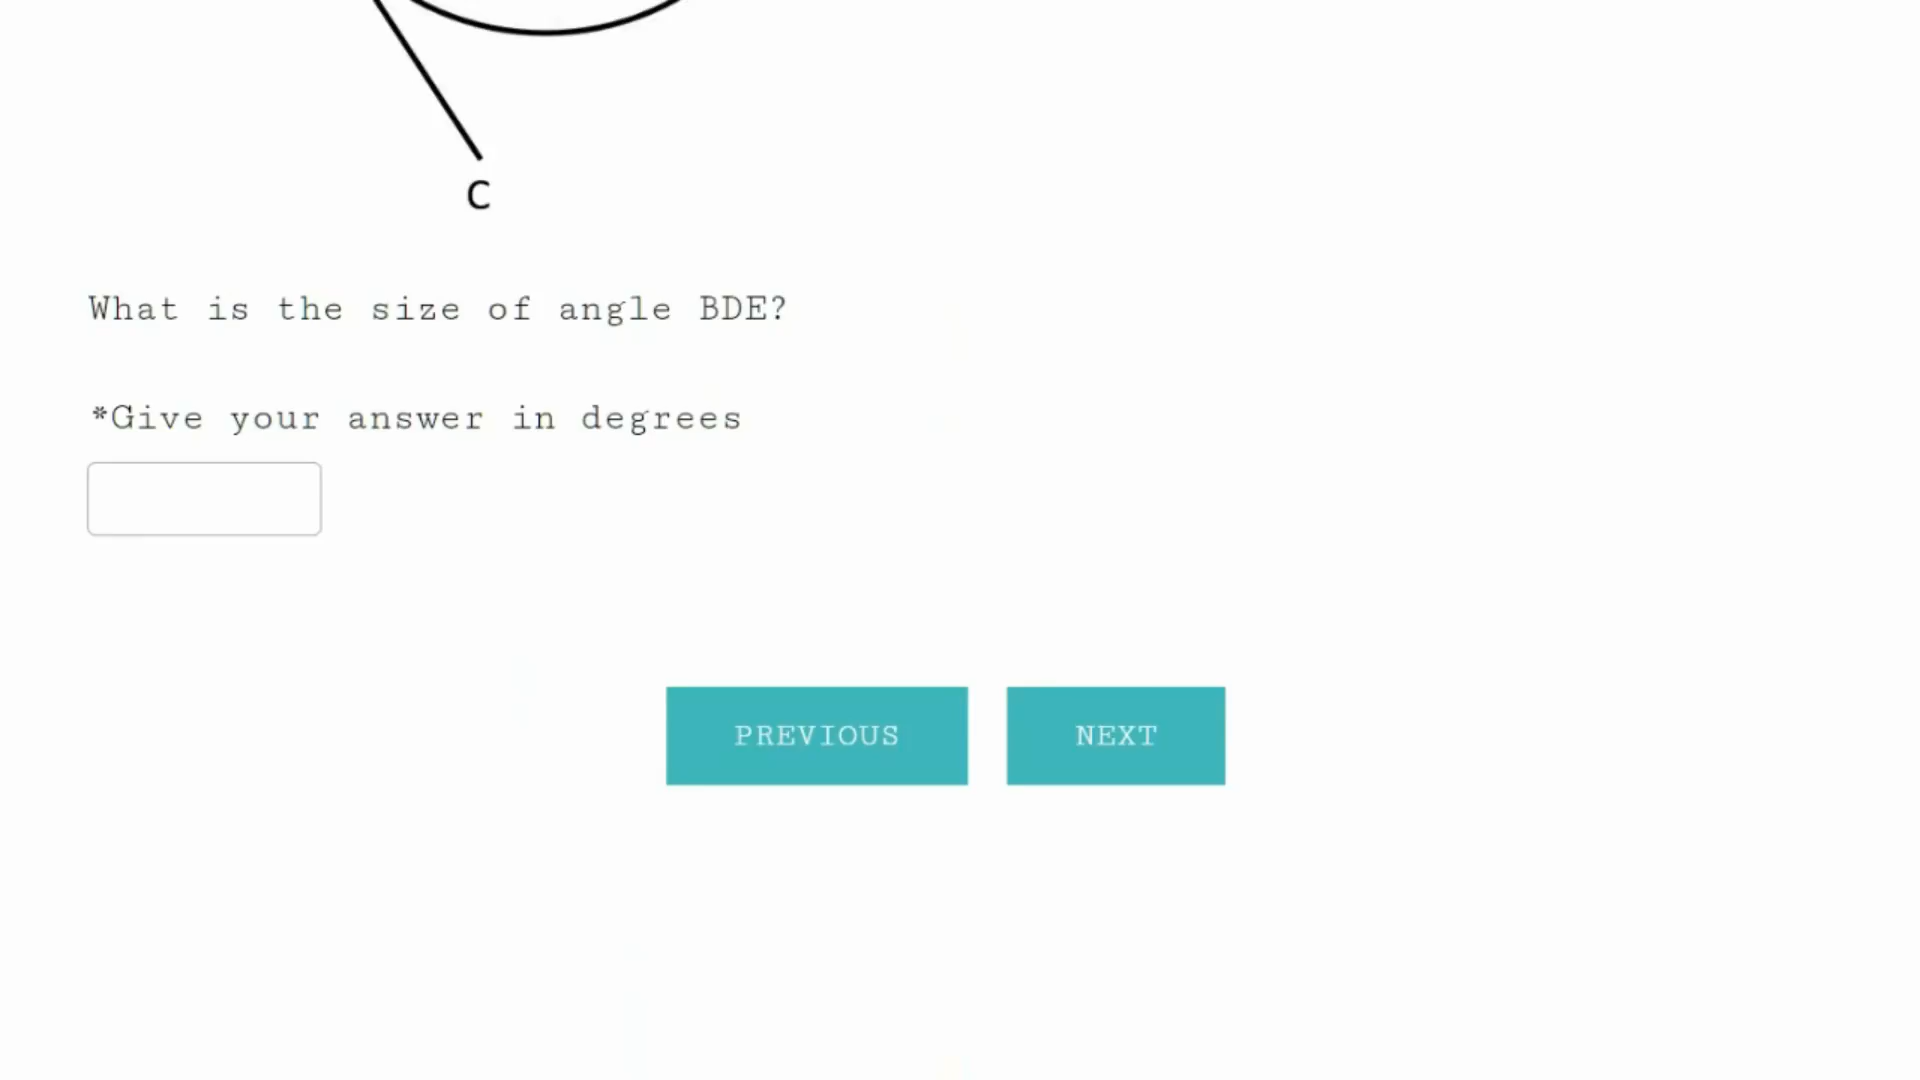 C
What is the size of angle BDE?
*Give your answer in degrees
PREVIOUS
NEXT